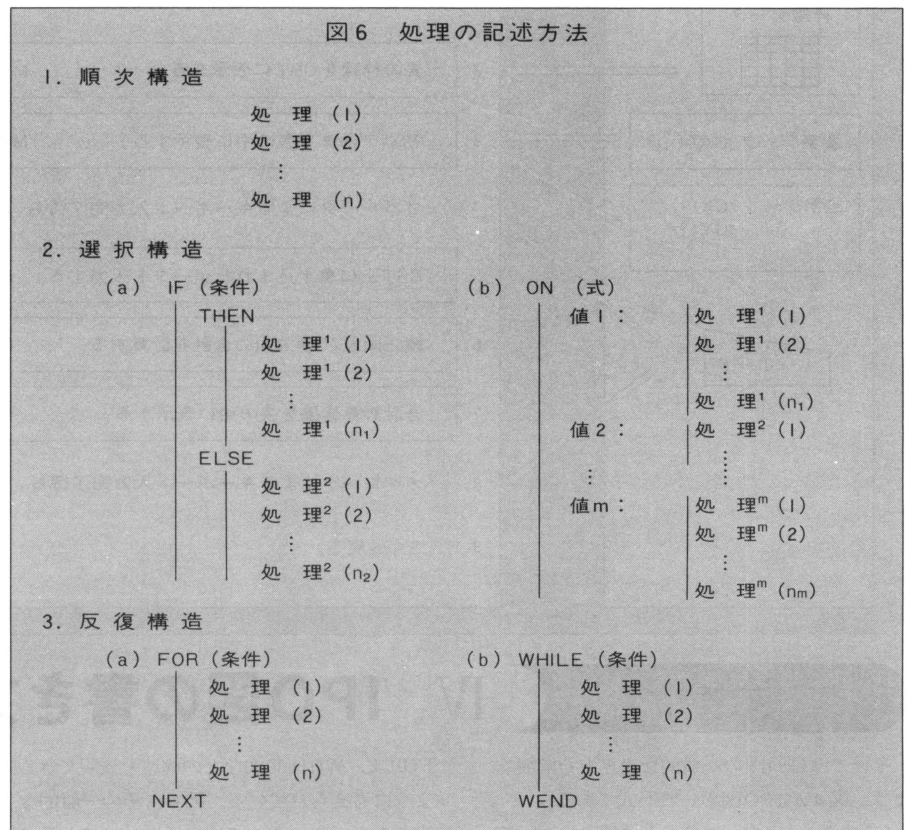 図6 処理の記述方法
1. 順次構造
処理(1)
処理(2)
⋮
処理(n)
2. 選択構造
(a) IF(条件)
THEN
処理¹(1)
処理¹(2)
⋮
処理¹(n₁)
ELSE
処理²(1)
処理²(2)
⋮
処理²(n₂)
(b) ON(式)
値1: 処理¹(1)
処理¹(2)
⋮
処理¹(n₁)
値2: 処理²(1)
⋮ ⋮
値m: 処理ᵐ(1)
処理ᵐ(2)
⋮
処理ᵐ(nₘ)
3. 反復構造
(a) FOR(条件)
処理(1)
処理(2)
⋮
処理(n)
NEXT
(b) WHILE(条件)
処理(1)
処理(2)
⋮
処理(n)
WEND